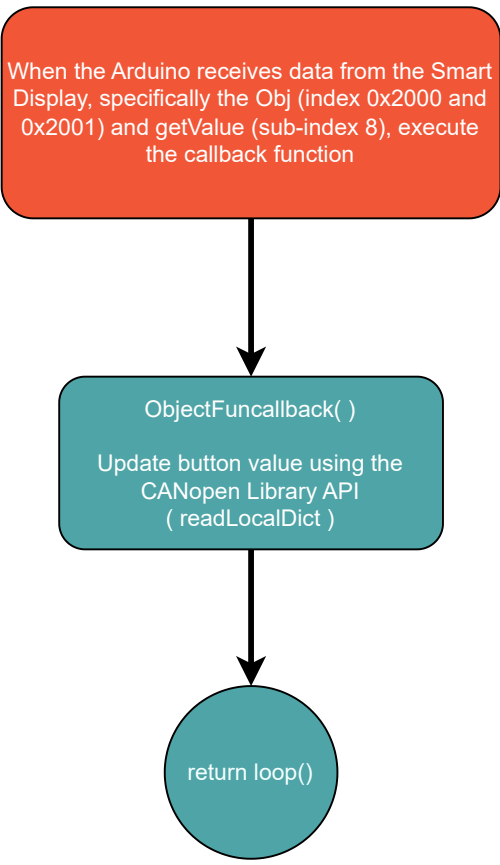 When the Arduino receives data from the Smart
Display, specifically the Obj (index 0x2000 and
0x2001) and getValue (sub-index 8), execute
the callback function
ObjectFuncallback( )
Update button value using the
CANopen Library API
( readLocalDict )
return loop()